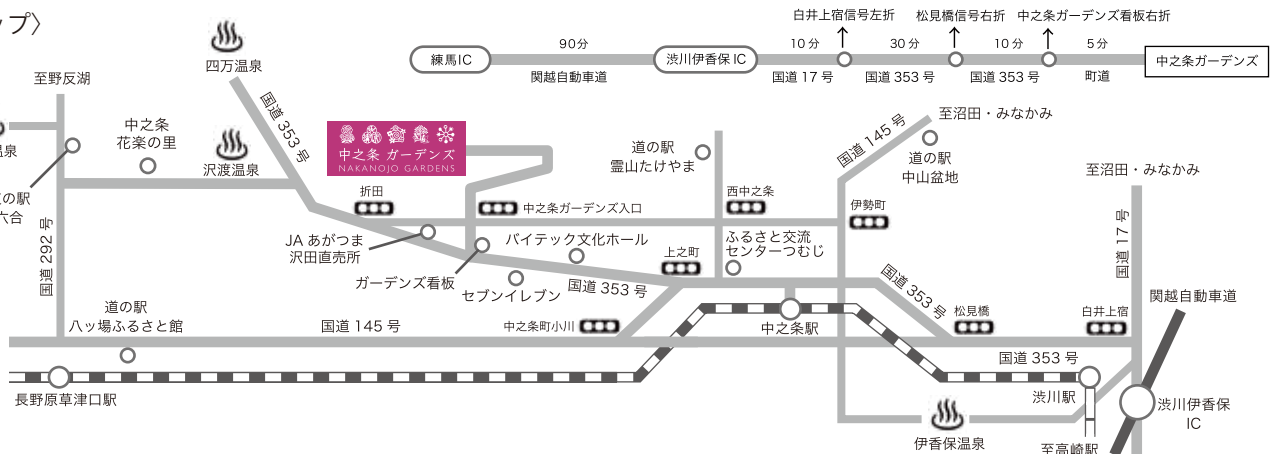 ップ〉
白井上宿信号左折
松見橋信号右折
中之条ガーデンズ看板右折
練馬IC
90分
関越自動車道
渋川伊香保IC
10分
国道17号
30分
国道353号
10分
国道353号
5分
町道
中之条ガーデンズ
四万温泉
至野反湖
国道353号
中之条
花楽の里
沢渡温泉
温泉
の駅
六合
国道292号
中之条 ガーデンズ
NAKANOJO GARDENS
折田
中之条ガーデンズ入口
JAあがつま
沢田直売所
ガーデンズ看板
バイテック文化ホール
セブンイレブン
国道353号
上之町
道の駅
霊山たけやま
西中之条
ふるさと交流
センターつむじ
国道145号
至沼田・みなかみ
道の駅
中山盆地
伊勢町
至沼田・みなかみ
国道17号
関越自動車道
国道353号
松見橋
白井上宿
道の駅
八ッ場ふるさと館
国道145号
中之条町小川
中之条駅
国道353号
長野原草津口駅
渋川駅
渋川伊香保
IC
伊香保温泉
至高崎駅